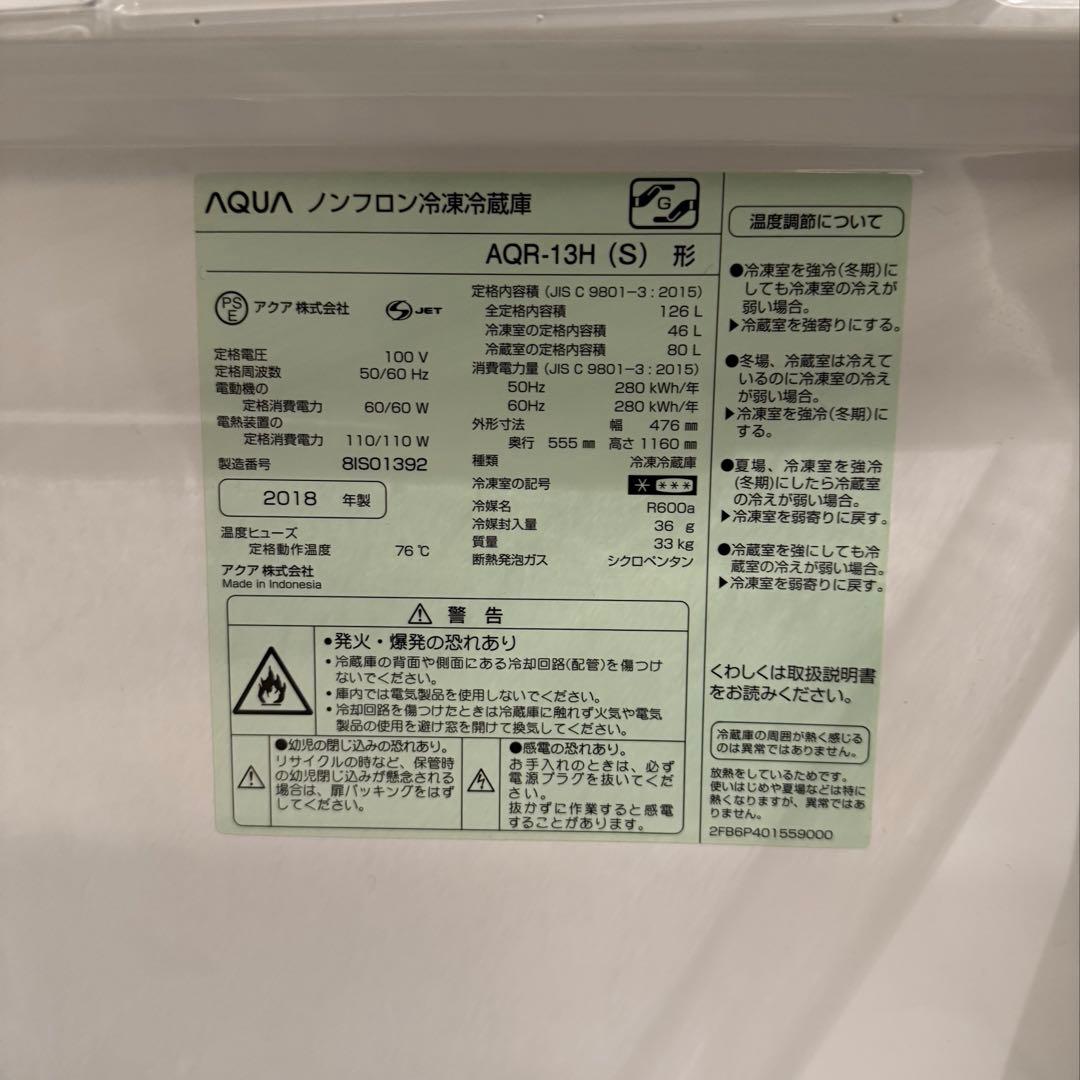 AQUA ノンフロン冷凍冷蔵庫
G
AQR-13H (S) 形
PS
E
アクア株式会社
S JET
定格電圧 100 V
定格周波数 50/60 Hz
電動機の
定格消費電力 60/60 W
電熱装置の
定格消費電力 110/110 W
製造番号 8IS01392
2018 年製
温度ヒューズ
定格動作温度 76℃
アクア株式会社
Made in Indonesia
定格内容積 (JIS C 9801-3 : 2015)
全定格内容積 126 L
冷凍室の定格内容積 46 L
冷蔵室の定格内容積 80 L
消費電力量 (JIS C 9801-3 : 2015)
50Hz 280 kWh/年
60Hz 280 kWh/年
外形寸法 幅 476 ㎜
奥行 555 ㎜ 高さ 1160 ㎜
種類 冷凍冷蔵庫
冷凍室の記号 * ***
冷媒名 R600a
冷媒封入量 36 g
質量 33 kg
断熱発泡ガス シクロペンタン
警 告
•発火・爆発の恐れあり
•冷蔵庫の背面や側面にある冷却回路(配管)を傷つけ
ないでください。
•庫内では電気製品を使用しないでください。
•冷却回路を傷つけたときは冷蔵庫に触れず火気や電気
製品の使用を避け窓を開けて換気してください。
●幼児の閉じ込みの恐れあり。
リサイクルの時など、保管時
の幼児閉じ込みが懸念される
場合は、扉パッキングをはず
してください。
●感電の恐れあり。
お手入れのときは、必ず
電源プラグを抜いてくだ
さい。
抜かずに作業すると感電
することがあります。
温度調節について
●冷凍室を強冷(冬期)に
しても冷凍室の冷えが
弱い場合。
▶冷蔵室を強寄りにする。
●冬場、冷蔵室は冷えて
いるのに冷凍室の冷え
が弱い場合。
▶冷凍室を強冷(冬期)に
する。
●夏場、冷凍室を強冷
(冬期)にしたら冷蔵室
の冷えが弱い場合。
▶冷凍室を弱寄りに戻す。
●冷蔵室を強にしても冷
蔵室の冷えが弱い場合。
▶冷凍室を弱寄りに戻す。
くわしくは取扱説明書
をお読みください。
冷蔵庫の周囲が熱く感じる
のは異常ではありません。
放熱をしているためです。
使いはじめや夏場などは特に
熱くなりますが、異常ではあ
りません。
2FB6P401559000